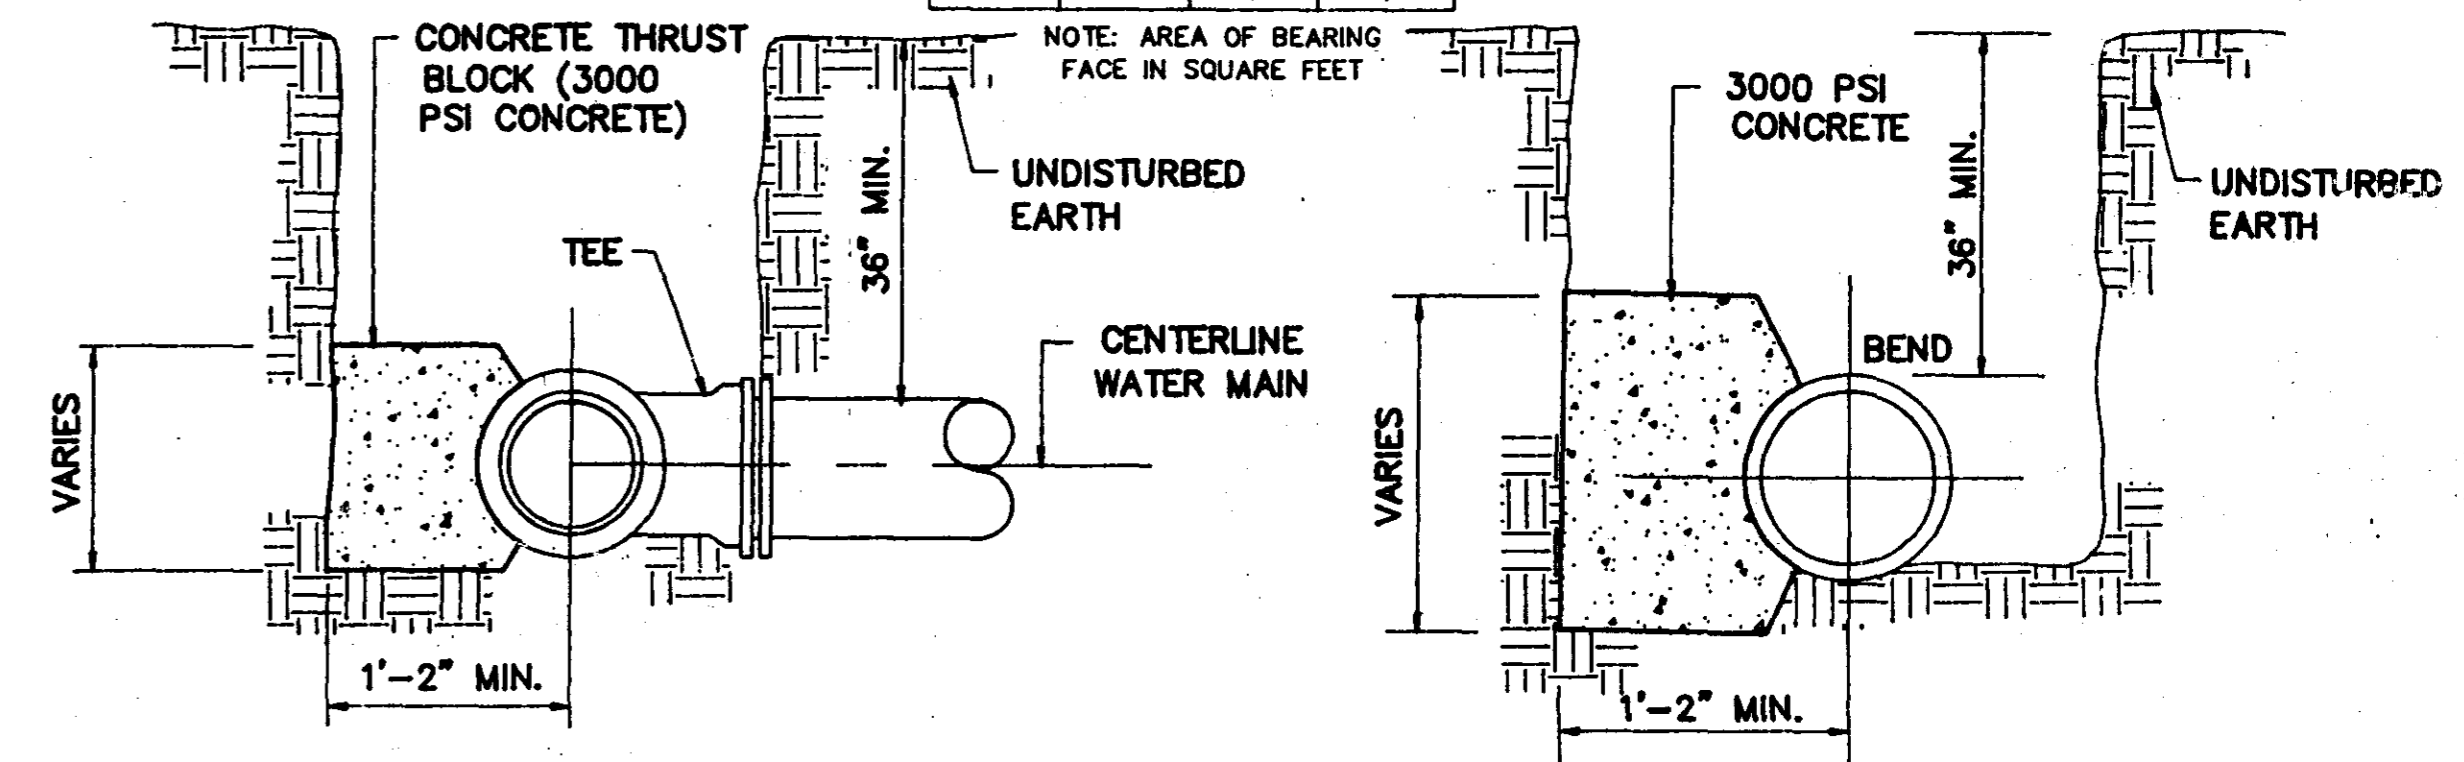 CONCRETE THRUST
BLOCK (3000
PSI CONCRETE)
NOTE: AREA OF BEARING
FACE IN SQUARE FEET
36" MIN.
UNDISTURBED
EARTH
TEE
CENTERLINE
WATER MAIN
VARIES
1'-2" MIN.
3000 PSI
CONCRETE
36" MIN.
UNDISTURBED
EARTH
BEND
VARIES
1'-2" MIN.